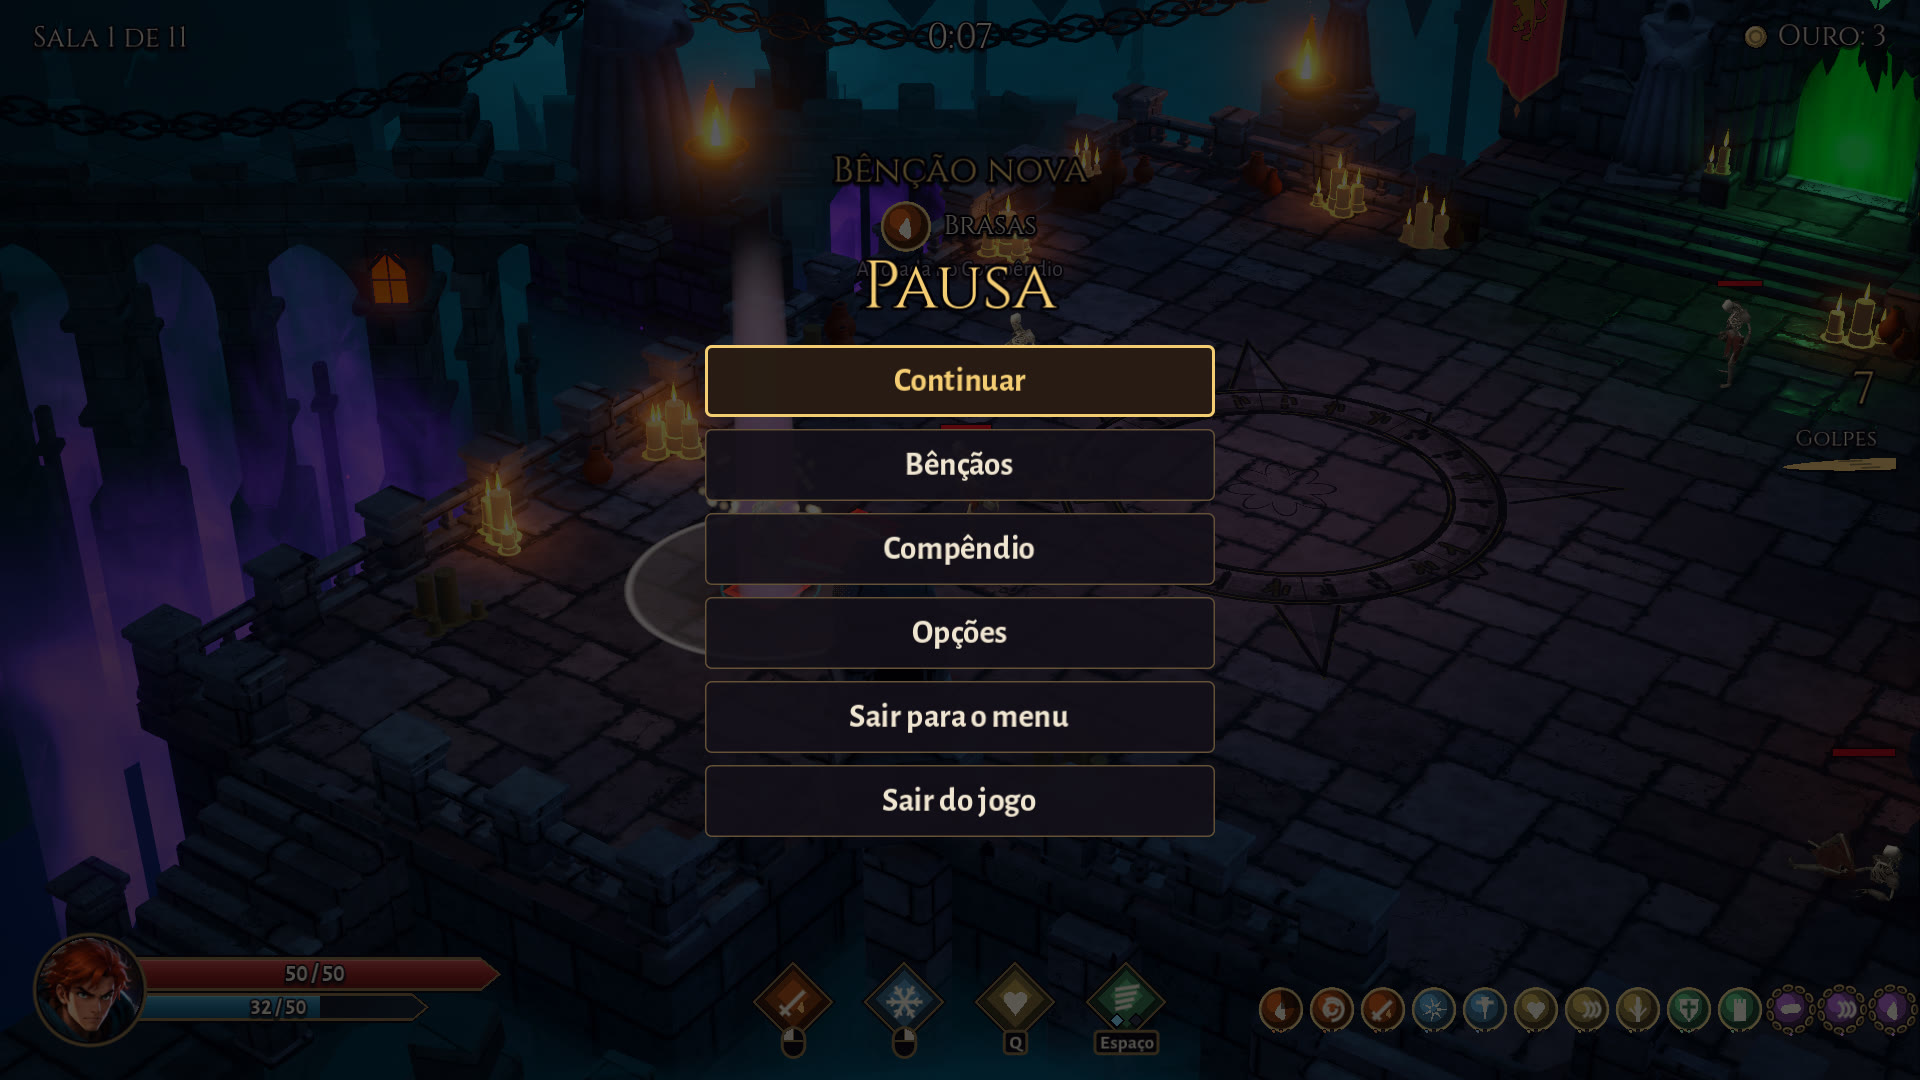 Sala 1 de 11
0:07
Ouro: 3
Bênção nova
Brasas
Pausa
Continuar
Bênçãos
Compêndio
Opções
Sair para o menu
Sair do jogo
7
Golpes
50/50
32/50
Q
Espaço